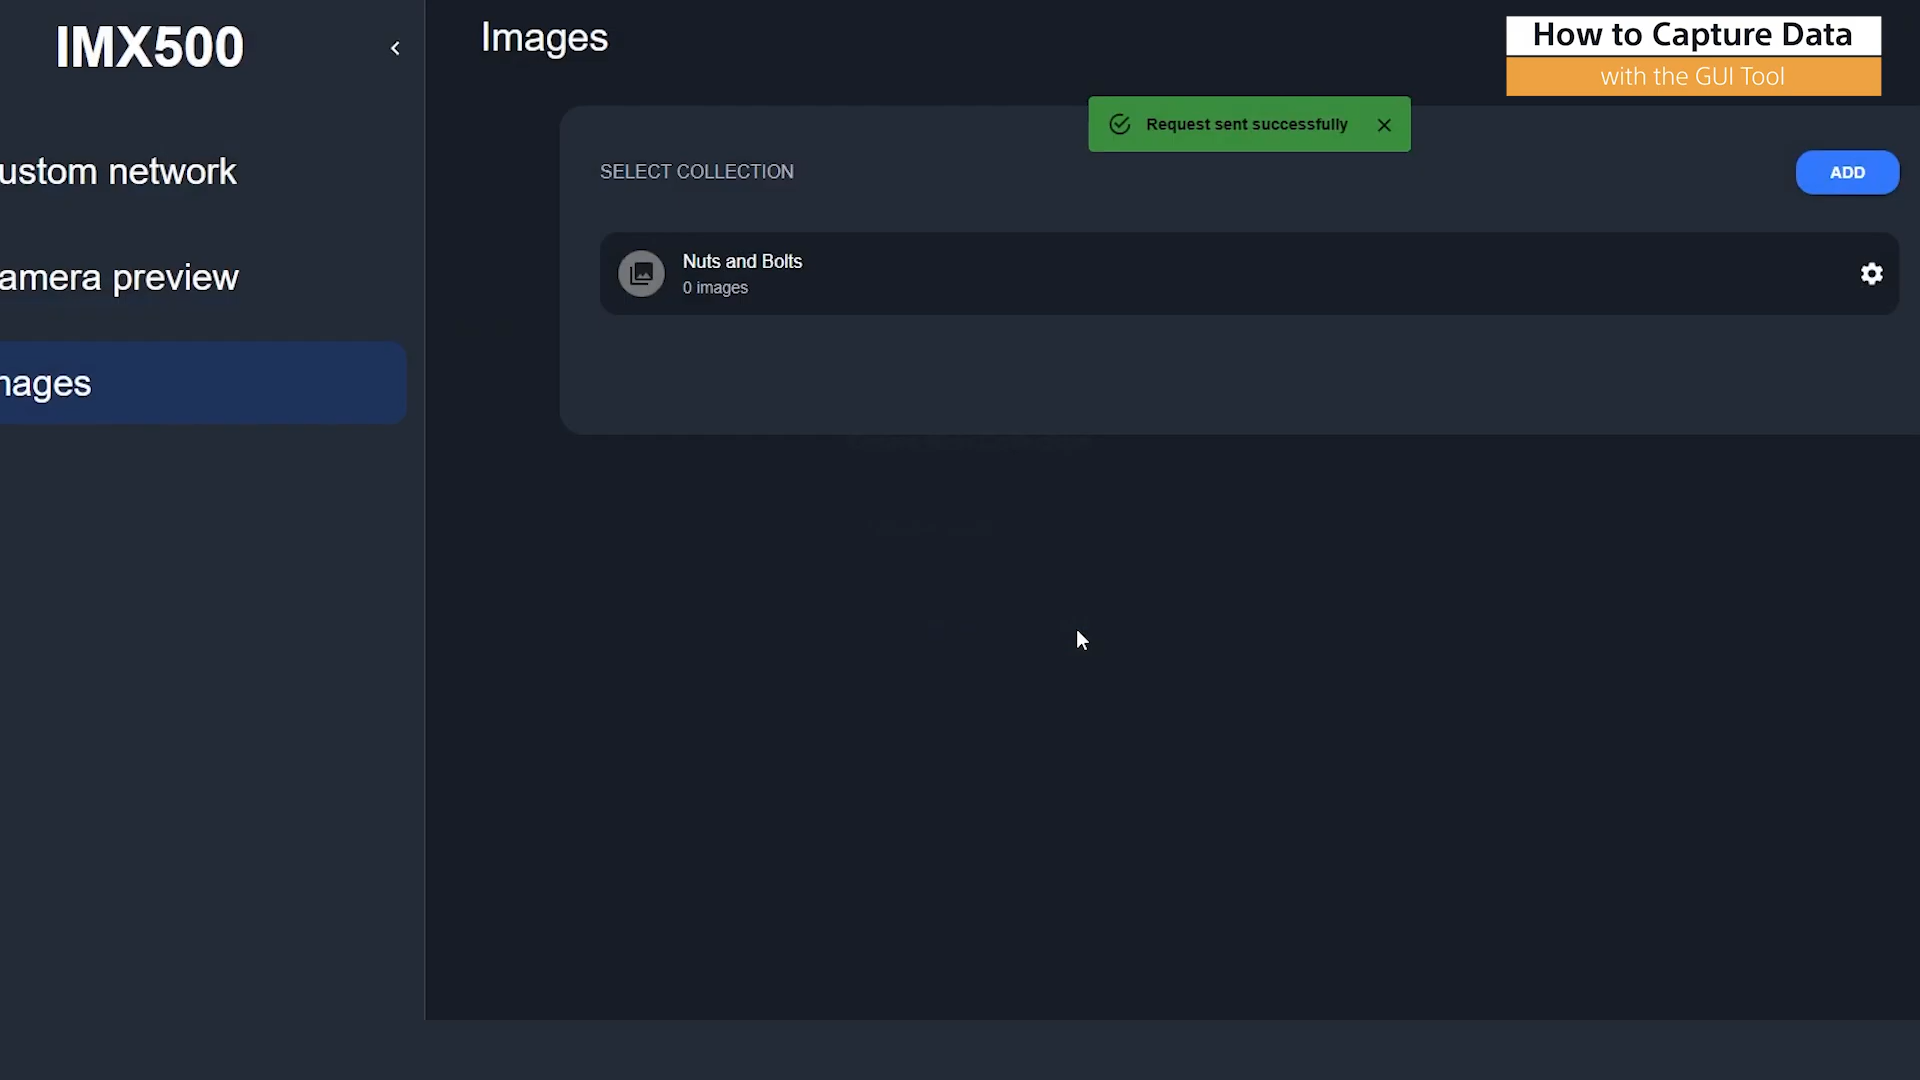 IMX500
Images
How to Capture Data
with the GUI Tool
Request sent successfully
SELECT COLLECTION
ADD
ustom network
Nuts and Bolts
0 images
amera preview
nages